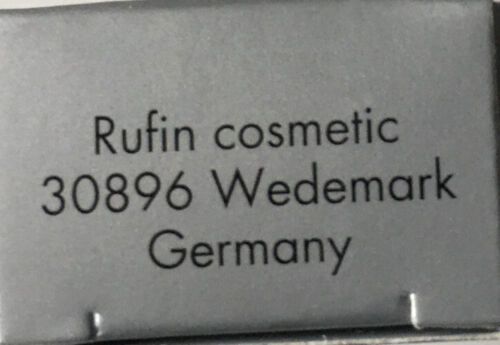 Rufin cosmetic
30896 Wedemark
Germany